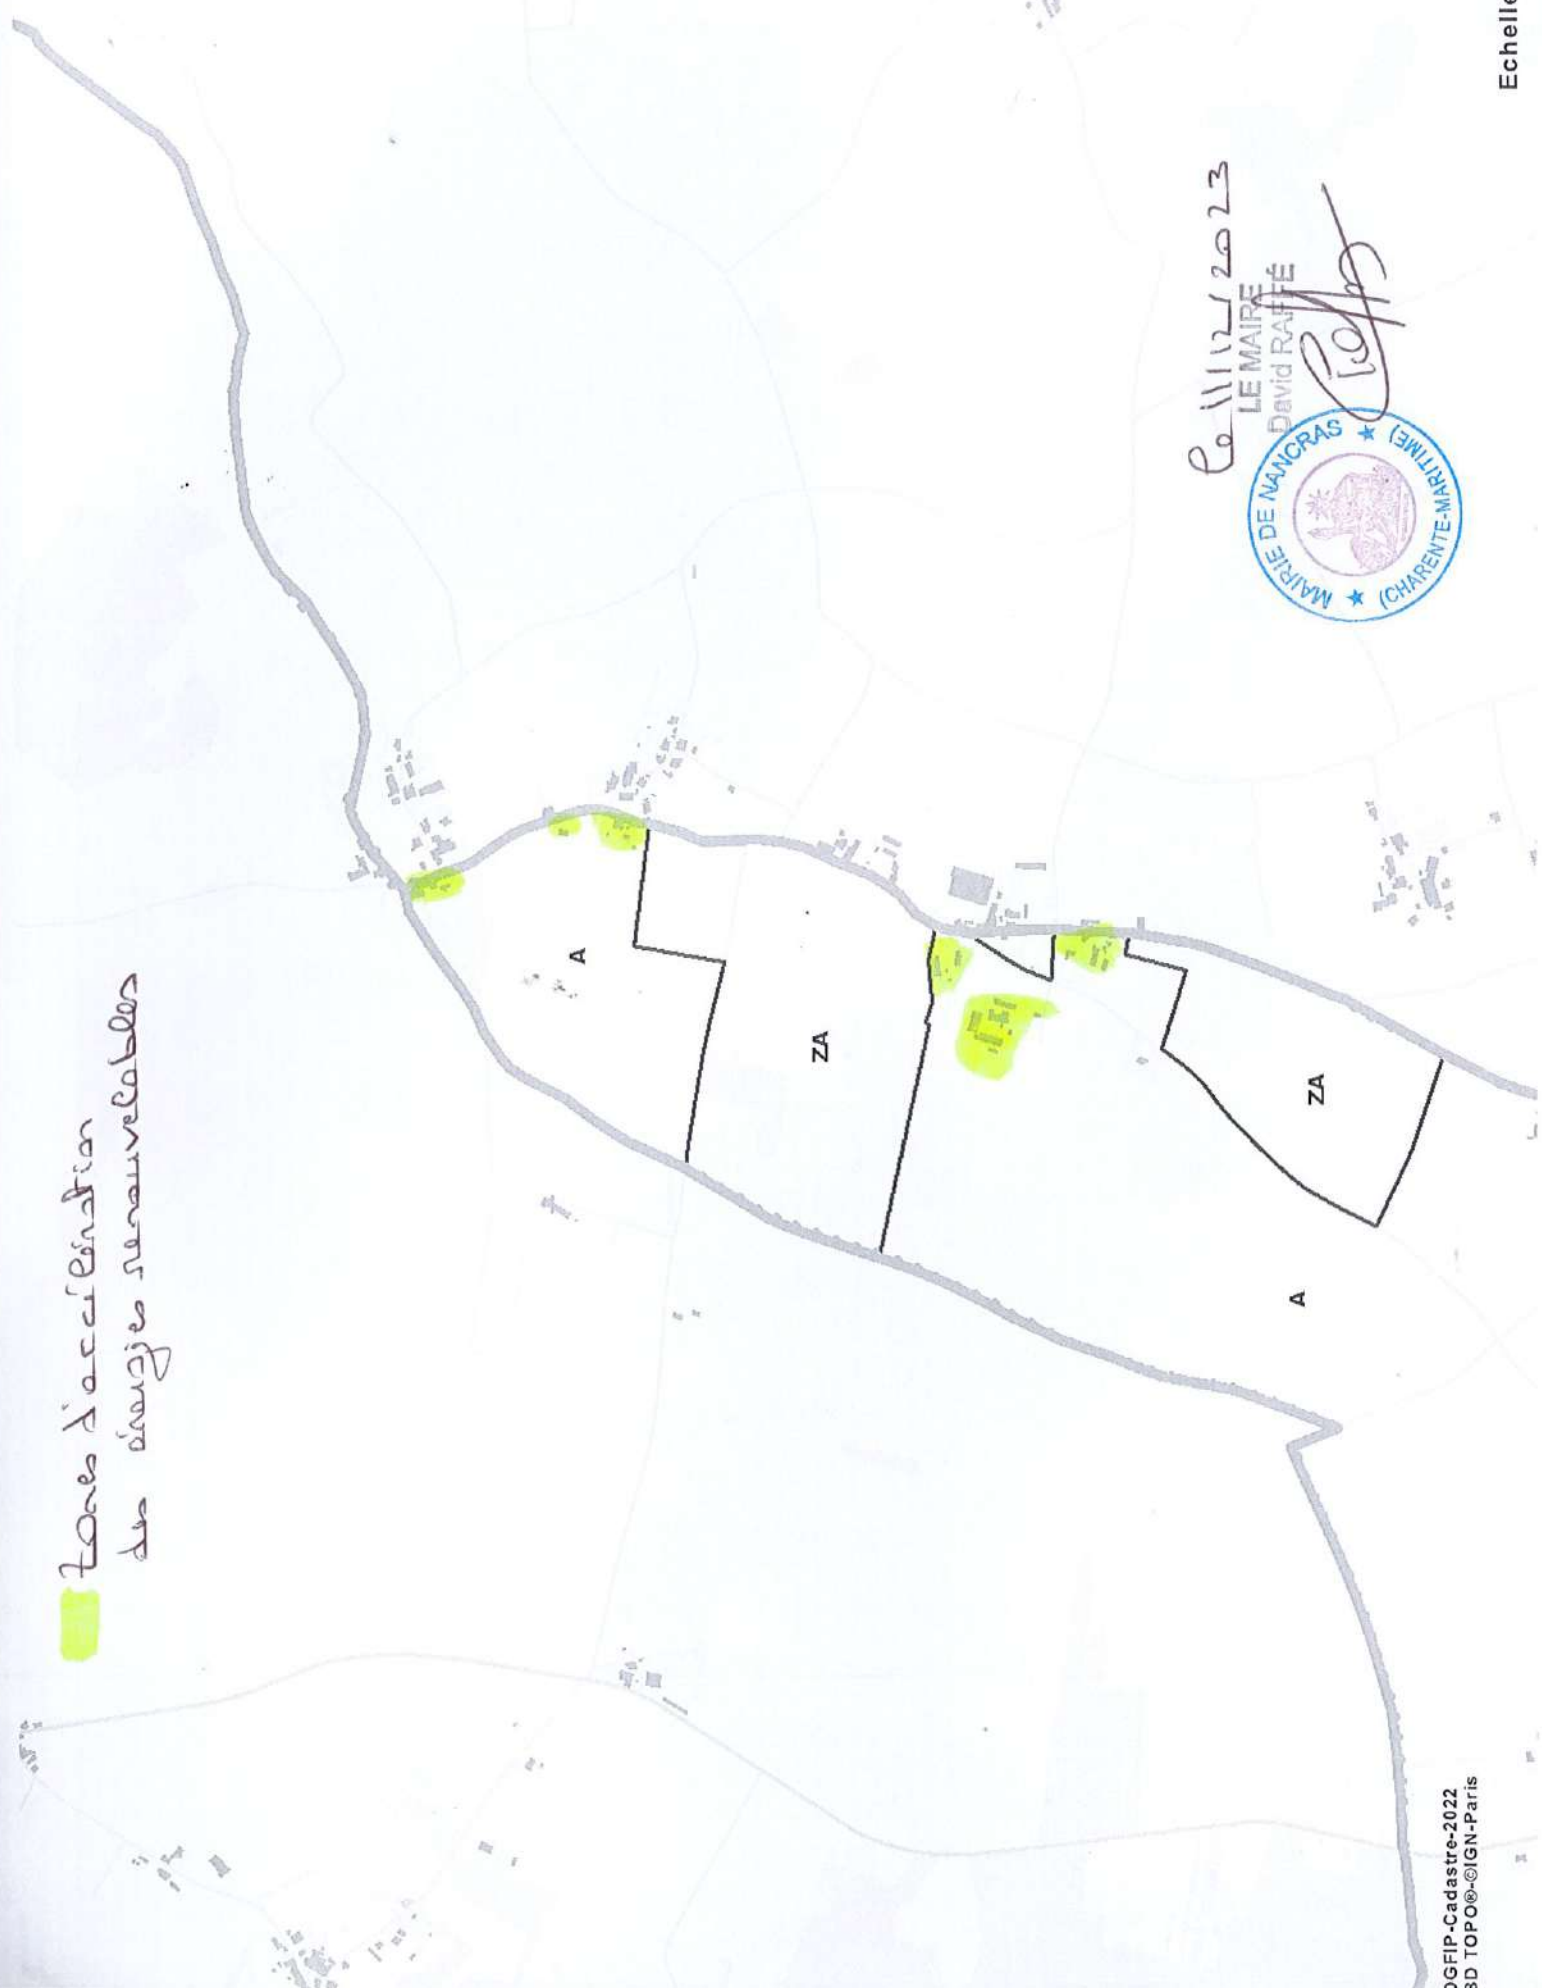 Zones d'accélération
des énergies renouvelables
A
ZA
ZA
A
Le 11/12/2023
LE MAIRE
David RAFFÉ
MAIRIE DE NANCRAS
(CHARENTE-MARITIME)
Echelle
DGFIP-Cadastre-2022
BD TOPO®-©IGN-Paris